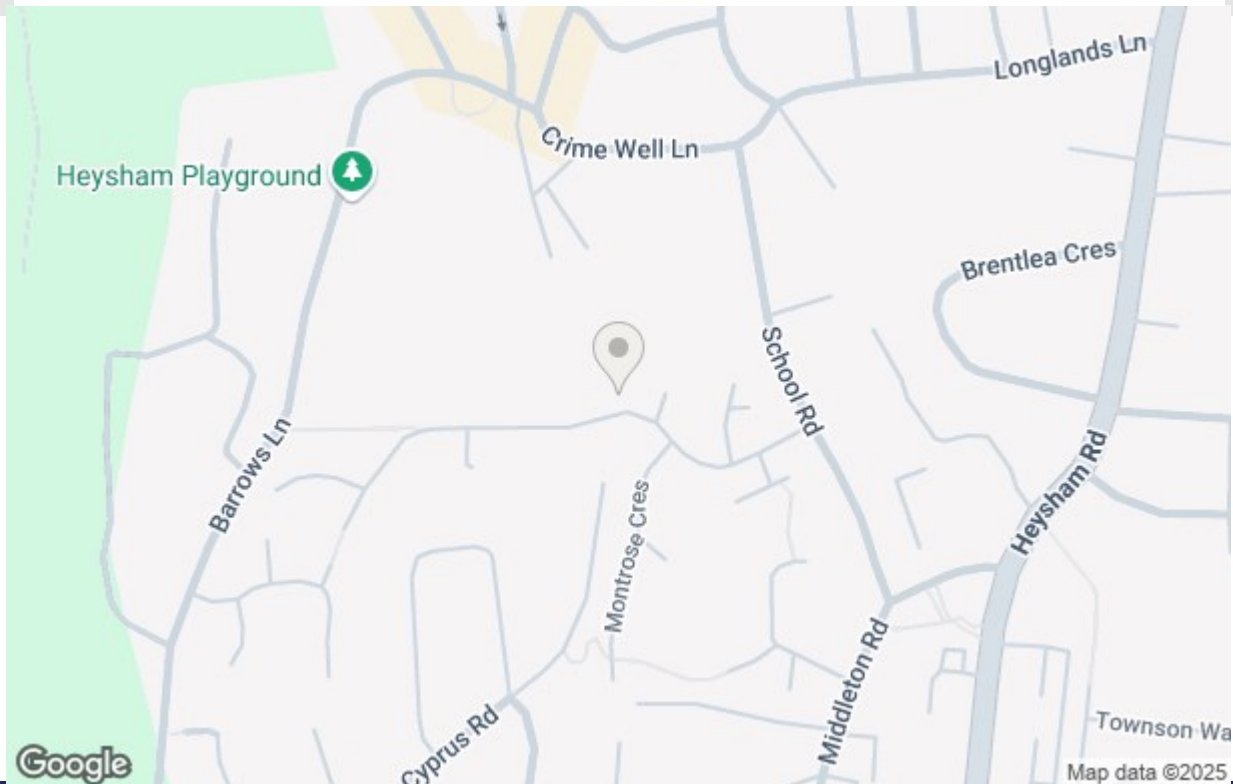 Longlands Ln
Crime Well Ln
Heysham Playground
Brentlea Cres
School Rd
Barrows Ln
Heysham Rd
Montrose Cres
Middleton Rd
Cyprus Rd
Townson Wa
Google
Map data ©2025